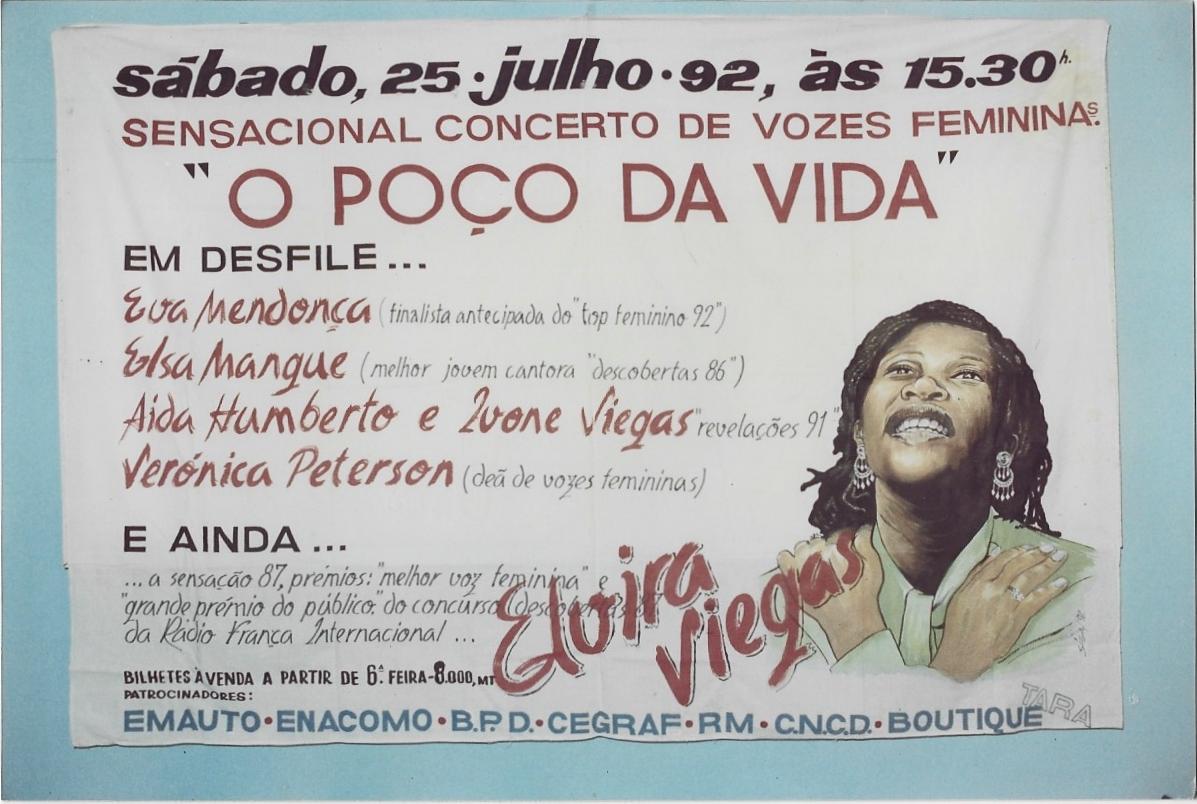 sábado, 25·julho·92, às 15.30h.
SENSACIONAL CONCERTO DE VOZES FEMININAS.
"O POÇO DA VIDA"
EM DESFILE...
Eva Mendonça (finalista antecipada do "top feminino 92")
Elsa Mangue (melhor jovem cantora "descobertas 86")
Aida Humberto e Ivone Viegas "revelações 91"
Verónica Peterson (deã de vozes femininas)
E AINDA...
...a sensação 87, prémios: "melhor voz feminina" e
"grande prémio do público" do concurso (descobertas
da Rádio França Internacional ...
Elvira
Viegas
BILHETES À VENDA A PARTIR DE 6.ª FEIRA-8.000,MT
PATROCINADORES:
EMAUTO·ENACOMO·B.P.D.·CEGRAF·RM·C.N.C.D.·BOUTIQUE
TARA